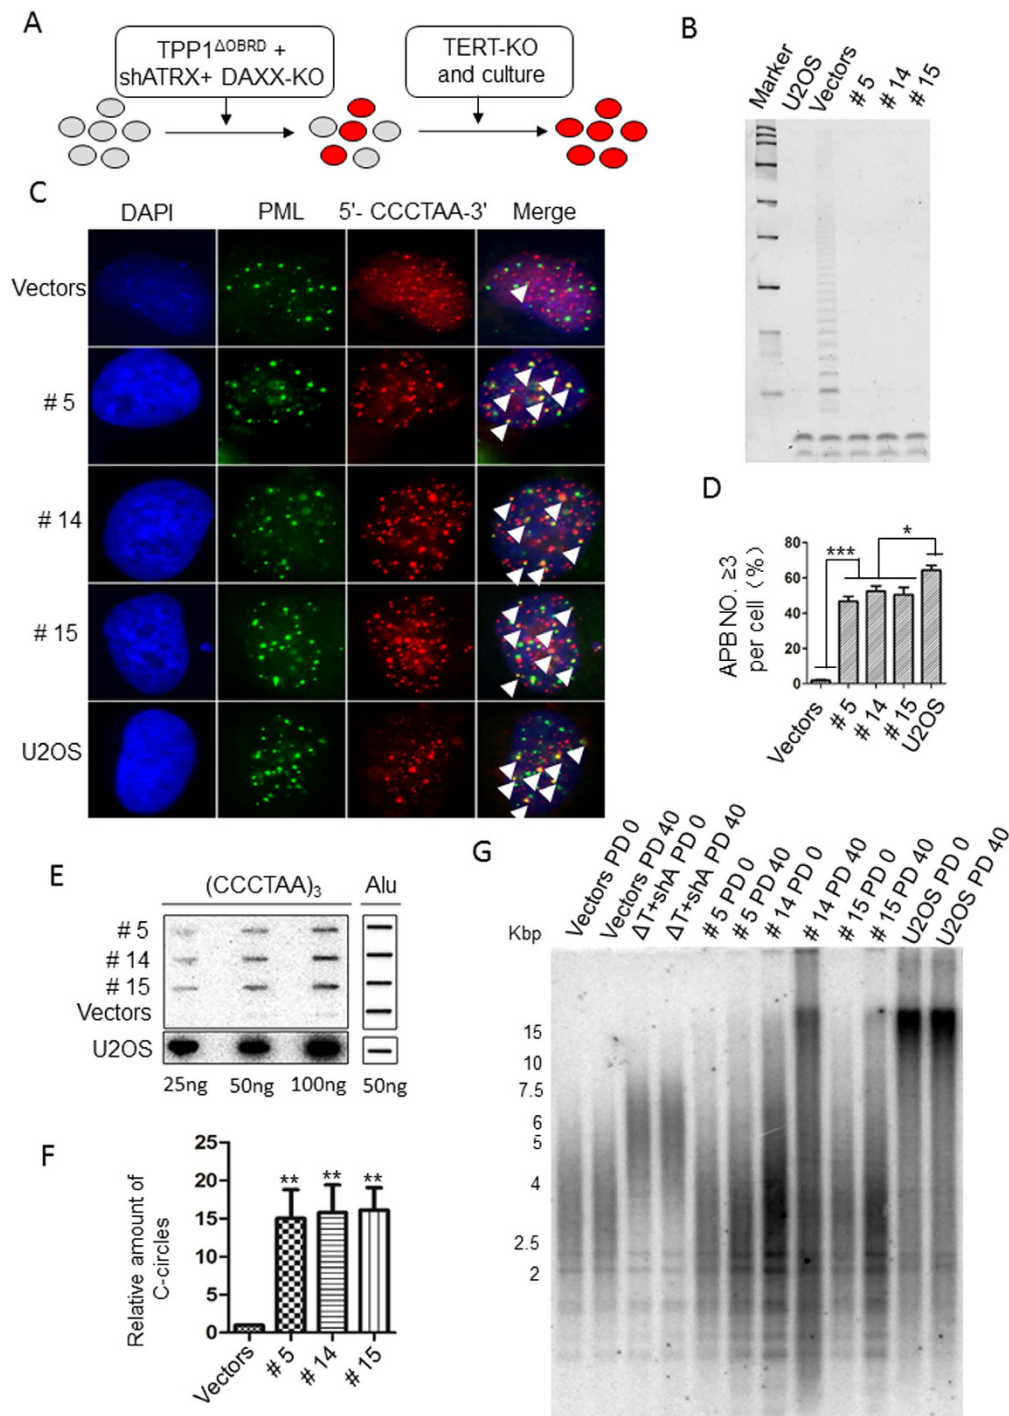 A
TPP1ΔOBRD +
shATRX+ DAXX-KO
TERT-KO
and culture
B
Marker
U2OS
Vectors
# 5
# 14
# 15
C
DAPI
PML
5'- CCCTAA-3'
Merge
Vectors
# 5
# 14
# 15
U2OS
D
APB NO. ≥3
per cell (%)
80
60
40
20
0
***
*
Vectors
# 5
# 14
# 15
U2OS
E
(CCCTAA)3
Alu
# 5
# 14
# 15
Vectors
U2OS
25ng
50ng
100ng
50ng
F
Relative amount of
C-circles
25
20
15
10
5
0
**
**
**
Vectors
# 5
# 14
# 15
G
Vectors PD 0
Vectors PD 40
ΔT+shA PD 0
ΔT+shA PD 40
# 5 PD 0
# 5 PD 40
# 14 PD 0
# 14 PD 40
# 15 PD 0
# 15 PD 40
U2OS PD 0
U2OS PD 40
Kbp
15
10
7.5
6
5
4
2.5
2